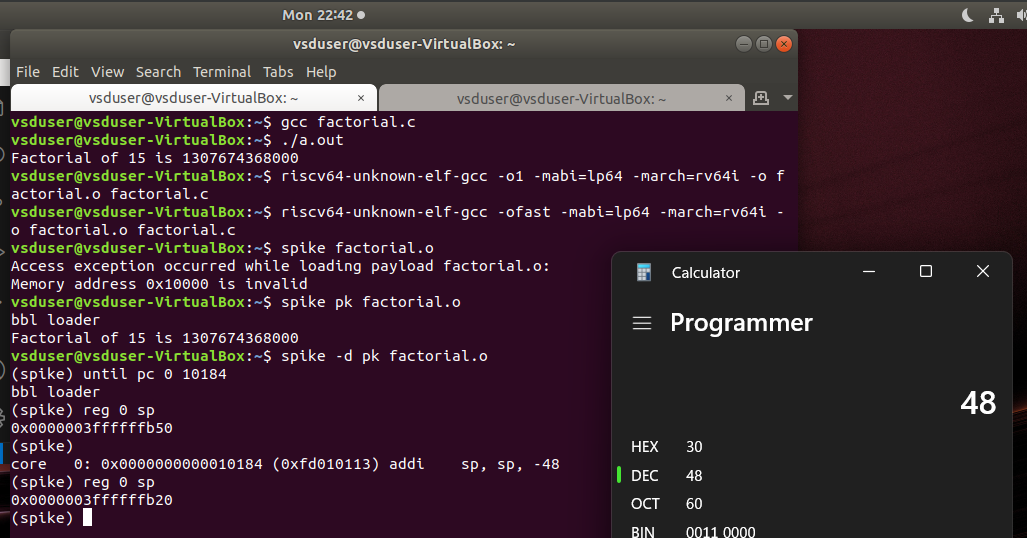 Mon 22:42
vsduser@vsduser-VirtualBox: ~
File Edit View Search Terminal Tabs Help
vsduser@vsduser-VirtualBox: ~ × vsduser@vsduser-VirtualBox: ~ ×
vsduser@vsduser-VirtualBox:~$ gcc factorial.c
vsduser@vsduser-VirtualBox:~$ ./a.out
Factorial of 15 is 1307674368000
vsduser@vsduser-VirtualBox:~$ riscv64-unknown-elf-gcc -o1 -mabi=lp64 -march=rv64i -o f
actorial.o factorial.c
vsduser@vsduser-VirtualBox:~$ riscv64-unknown-elf-gcc -ofast -mabi=lp64 -march=rv64i -
o factorial.o factorial.c
vsduser@vsduser-VirtualBox:~$ spike factorial.o
Access exception occurred while loading payload factorial.o:
Memory address 0x10000 is invalid
vsduser@vsduser-VirtualBox:~$ spike pk factorial.o
bbl loader
Factorial of 15 is 1307674368000
vsduser@vsduser-VirtualBox:~$ spike -d pk factorial.o
(spike) until pc 0 10184
bbl loader
(spike) reg 0 sp
0x0000003ffffffb50
(spike)
core   0: 0x0000000000010184 (0xfd010113) addi    sp, sp, -48
(spike) reg 0 sp
0x0000003ffffffb20
(spike)
Calculator
Programmer
48
HEX 30
DEC 48
OCT 60
BIN 0011 0000